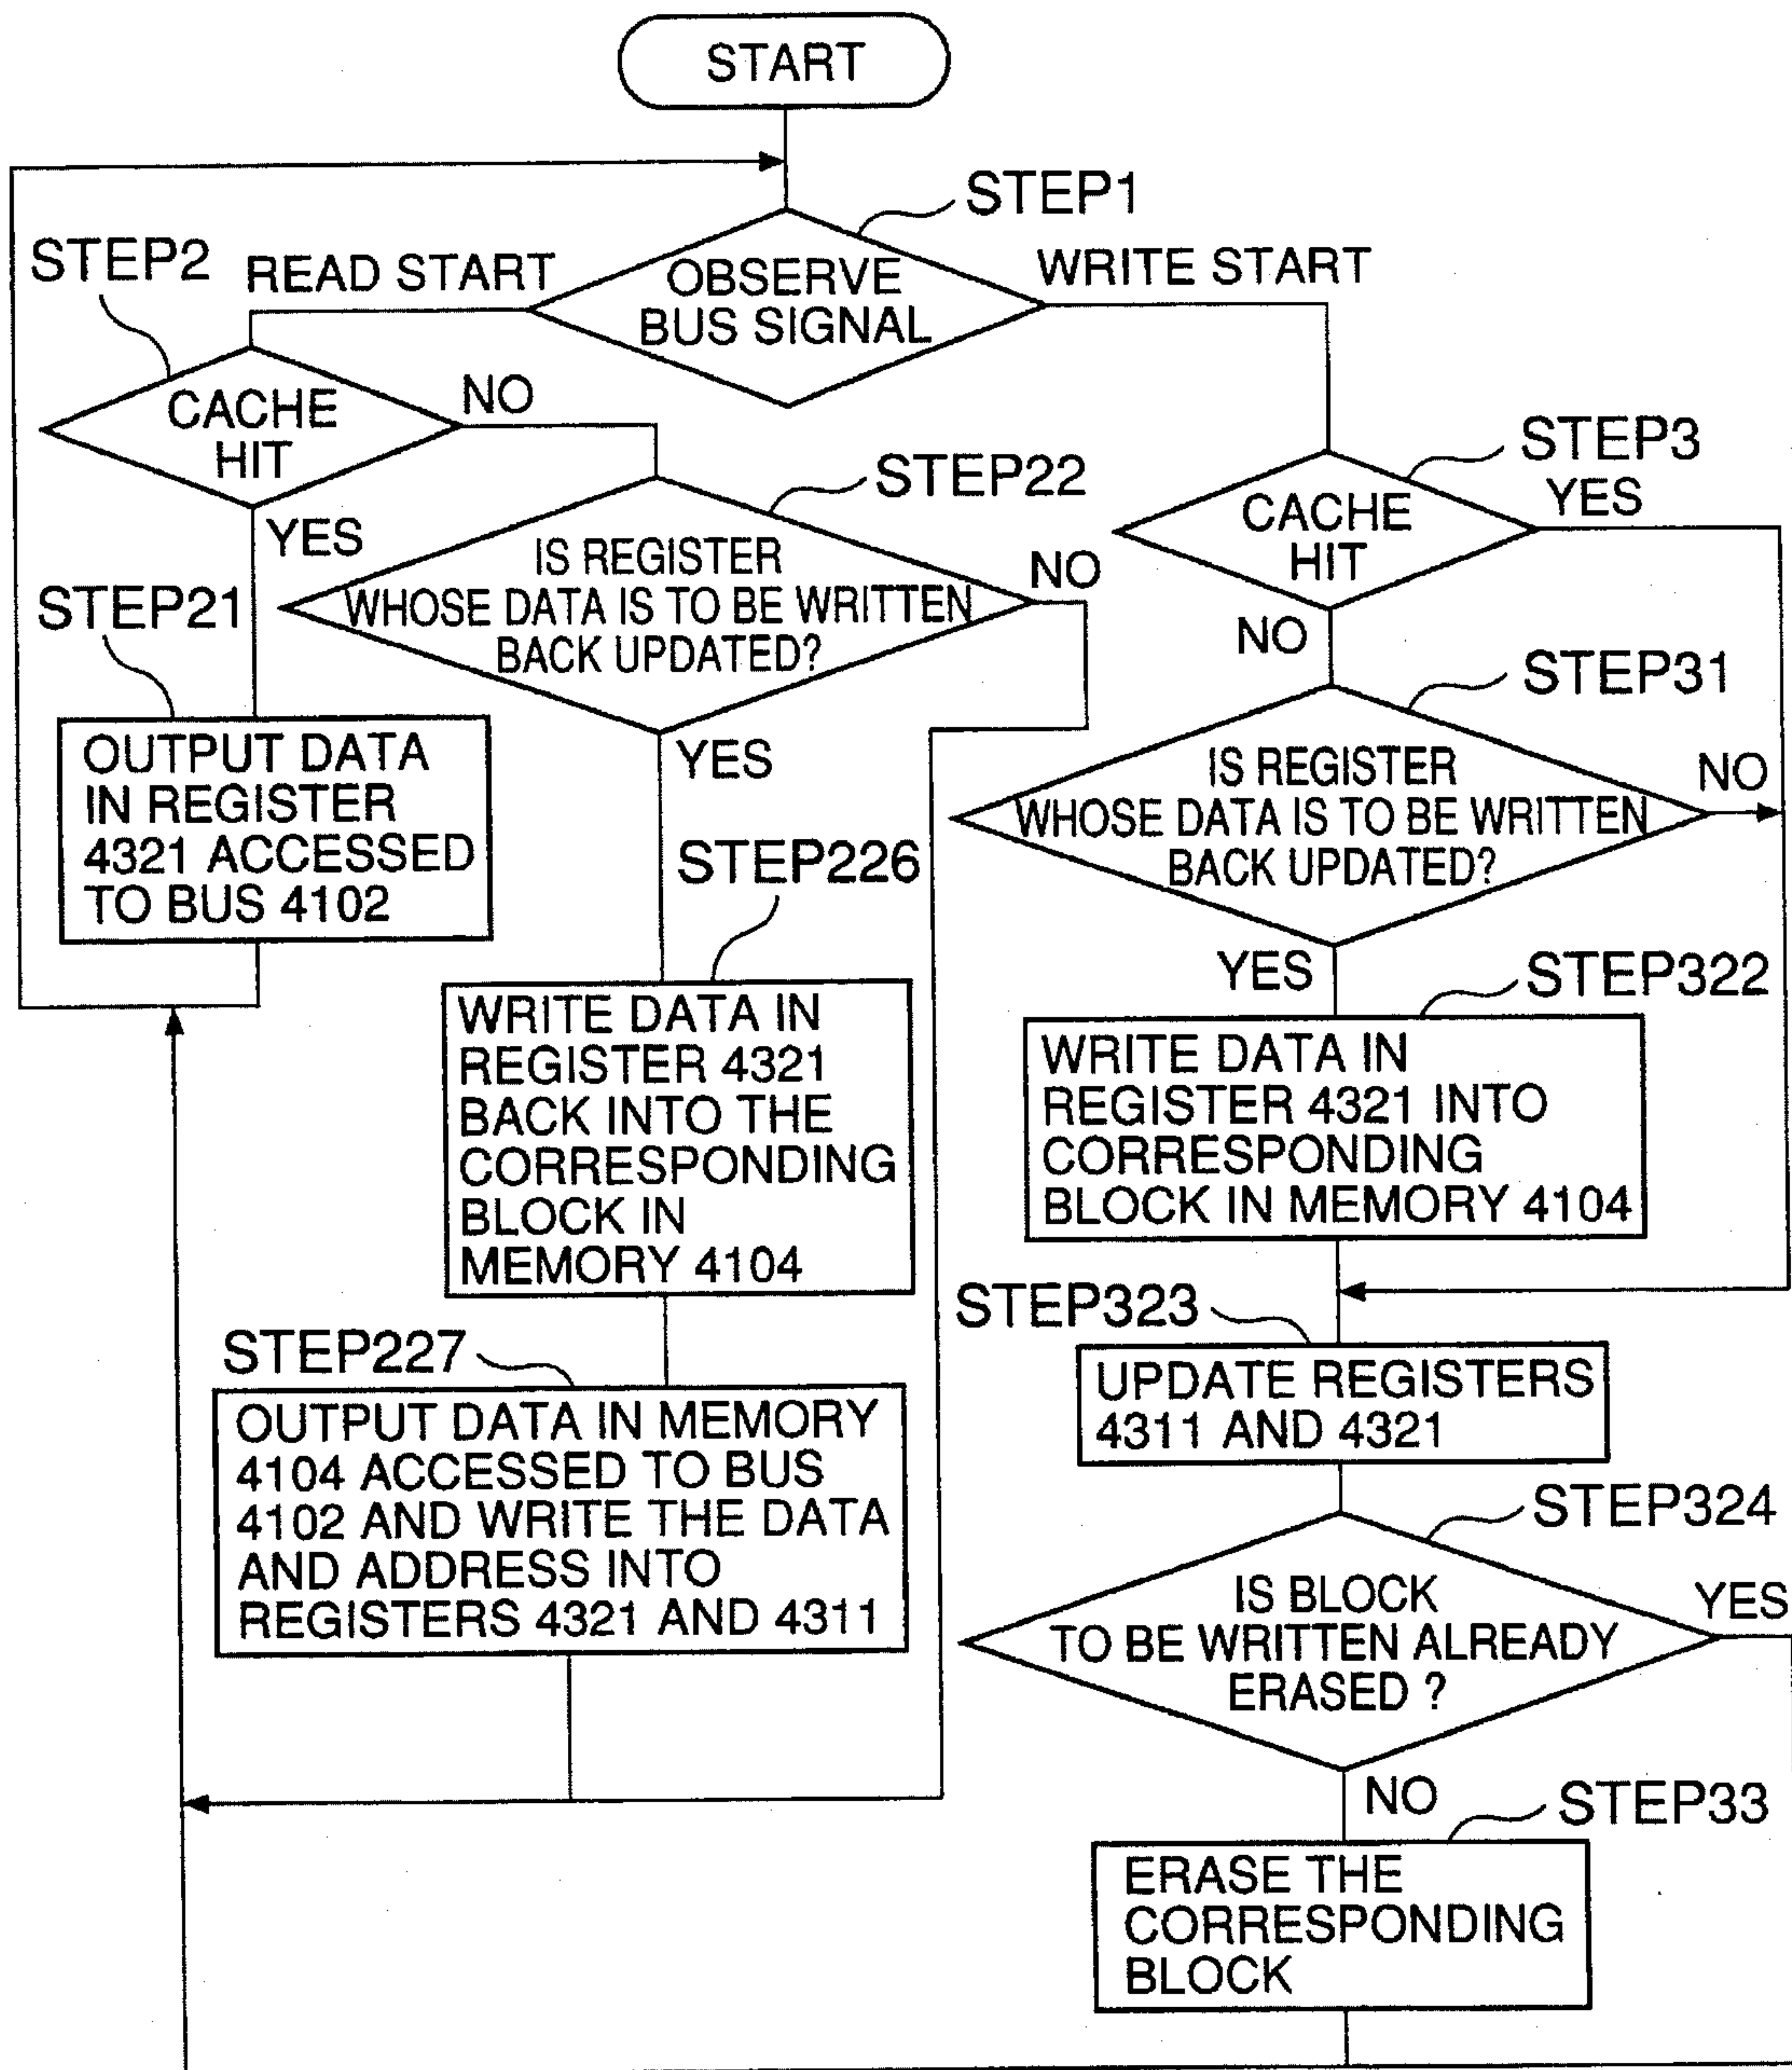 START
STEP1
STEP2
READ START
OBSERVE
BUS SIGNAL
WRITE START
CACHE
HIT
NO
YES
STEP22
STEP3
CACHE
HIT
YES
NO
IS REGISTER
WHOSE DATA IS TO BE WRITTEN
BACK UPDATED?
NO
YES
STEP21
OUTPUT DATA
IN REGISTER
4321 ACCESSED
TO BUS 4102
STEP31
IS REGISTER
WHOSE DATA IS TO BE WRITTEN
BACK UPDATED?
NO
YES
STEP226
WRITE DATA IN
REGISTER 4321
BACK INTO THE
CORRESPONDING
BLOCK IN
MEMORY 4104
STEP322
WRITE DATA IN
REGISTER 4321 INTO
CORRESPONDING
BLOCK IN MEMORY 4104
STEP227
OUTPUT DATA IN MEMORY
4104 ACCESSED TO BUS
4102 AND WRITE THE DATA
AND ADDRESS INTO
REGISTERS 4321 AND 4311
STEP323
UPDATE REGISTERS
4311 AND 4321
STEP324
IS BLOCK
TO BE WRITTEN ALREADY
ERASED ?
YES
NO
STEP33
ERASE THE
CORRESPONDING
BLOCK